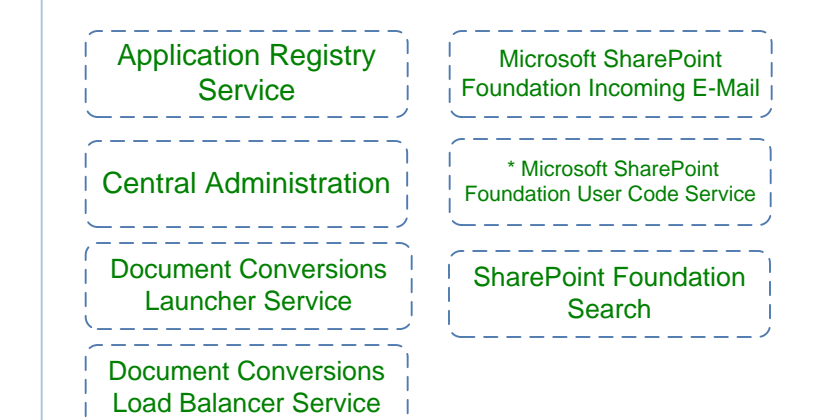 Application Registry
Service
Central Administration
Document Conversions
Launcher Service
Document Conversions
Load Balancer Service
Microsoft SharePoint
Foundation Incoming E-Mail
* Microsoft SharePoint
Foundation User Code Service
SharePoint Foundation
Search